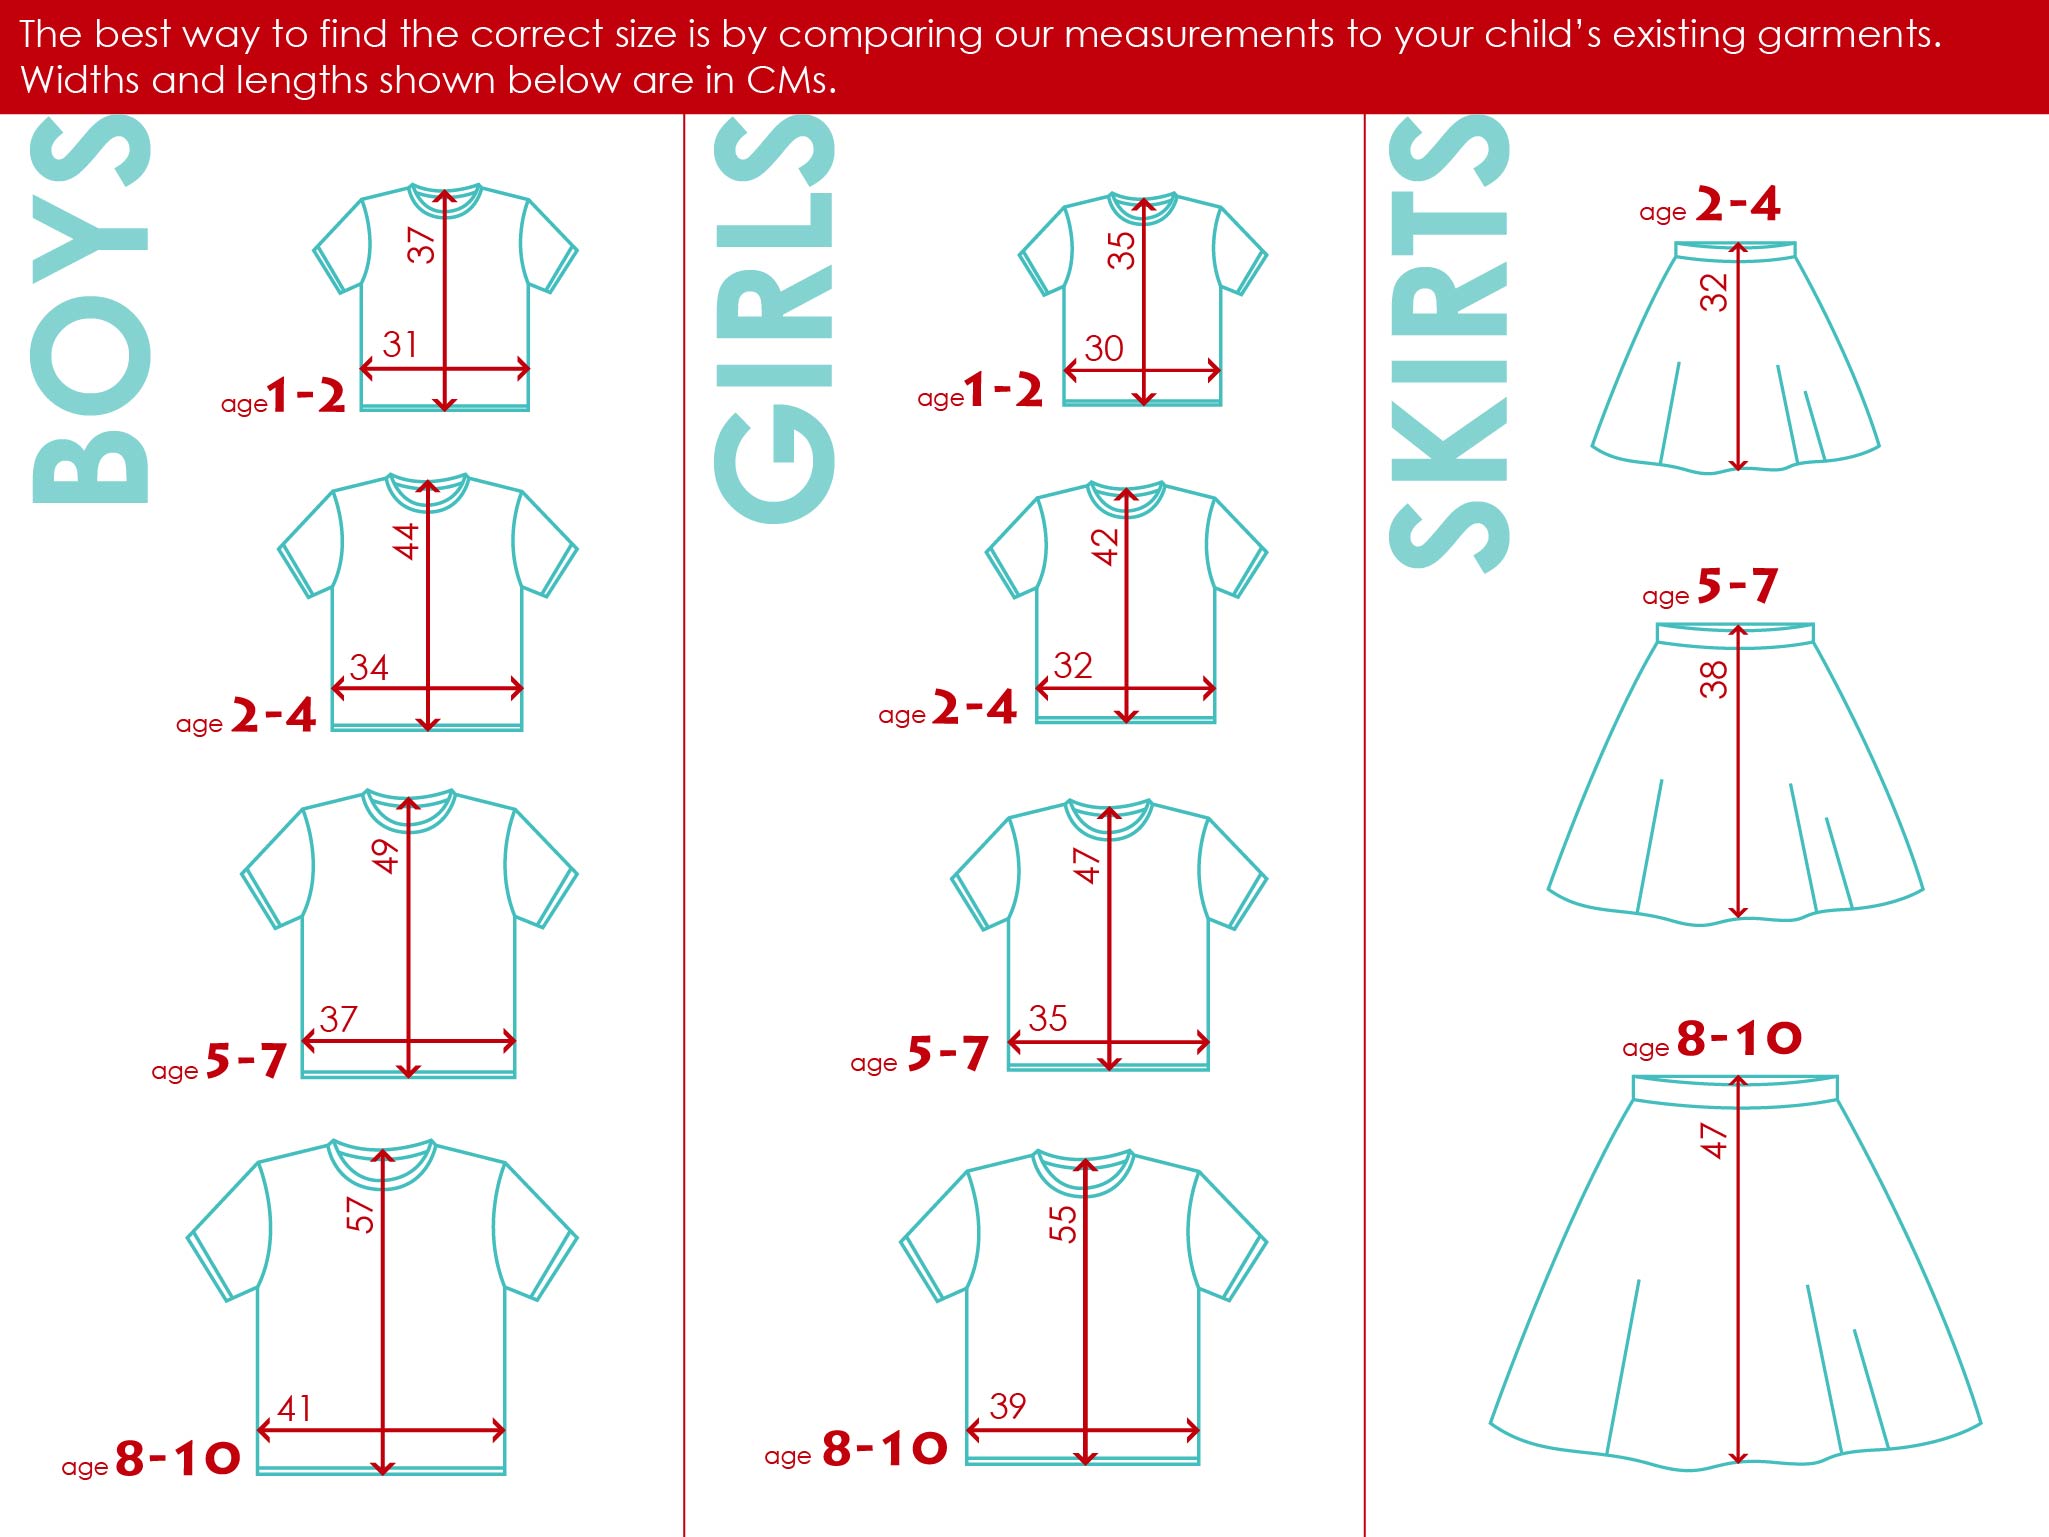 The best way to find the correct size is by comparing our measurements to your child’s existing garments.
Widths and lengths shown below are in CMs.
BOYS
37
31
age 1-2
44
34
age 2-4
49
37
age 5-7
57
41
age 8-10
GIRLS
35
30
age 1-2
42
32
age 2-4
47
35
age 5-7
55
39
age 8-10
SKIRTS
age 2-4
32
age 5-7
38
age 8-10
47